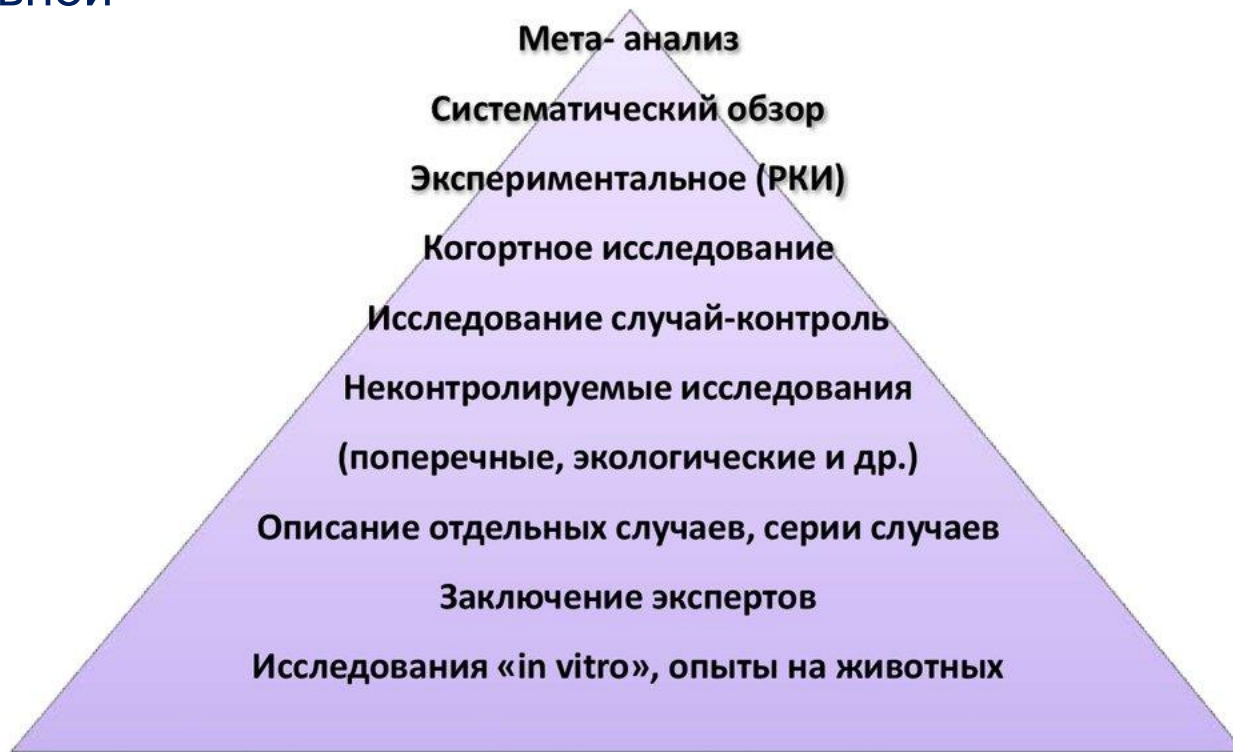 Мета- анализ
Систематический обзор
Экспериментальное (РКИ)
Когортное исследование
Исследование случай-контроль
Неконтролируемые исследования
(поперечные, экологические и др.)
Описание отдельных случаев, серии случаев
Заключение экспертов
Исследования «in vitro», опыты на животных